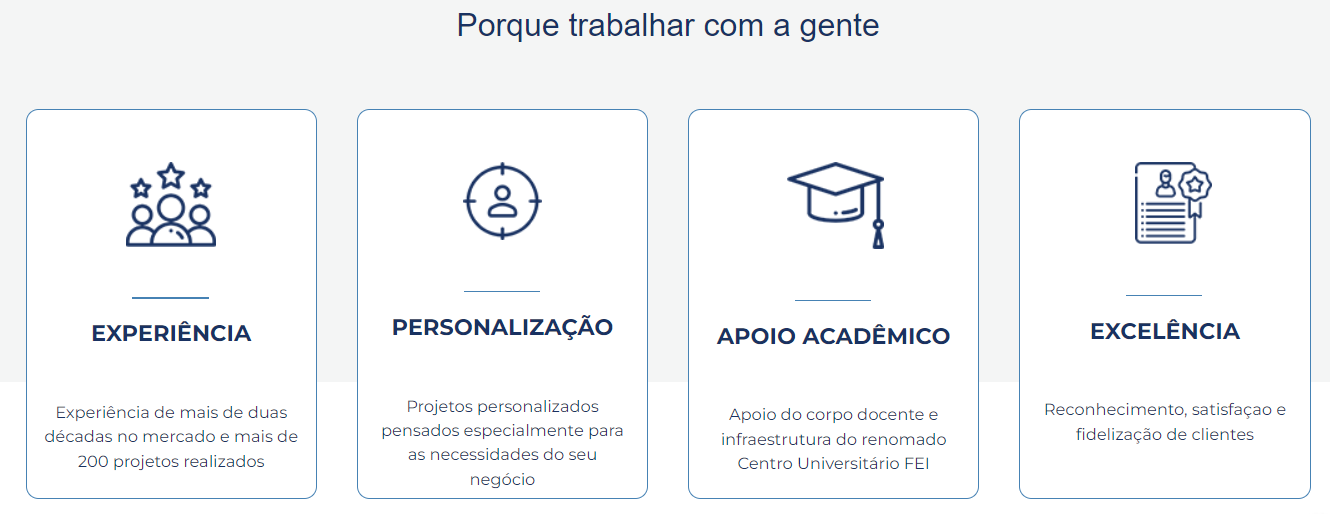 Porque trabalhar com a gente
EXPERIÊNCIA
Experiência de mais de duas
décadas no mercado e mais de
200 projetos realizados
PERSONALIZAÇÃO
Projetos personalizados
pensados especialmente para
as necessidades do seu
negócio
APOIO ACADÊMICO
Apoio do corpo docente e
infraestrutura do renomado
Centro Universitário FEI
EXCELÊNCIA
Reconhecimento, satisfaçao e
fidelização de clientes